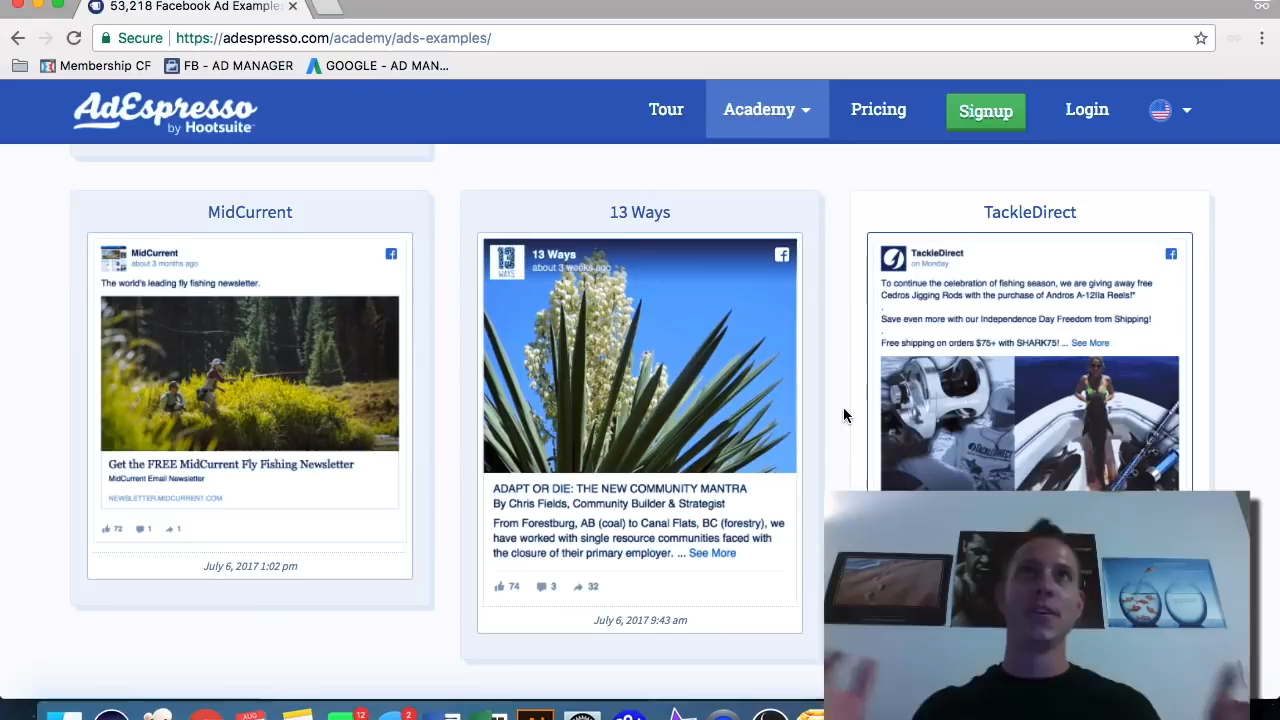 53,218 Facebook Ad Examples
Secure https://adespresso.com/academy/ads-examples/
Membership CF FB - AD MANAGER GOOGLE - AD MAN...
AdEspresso
by Hootsuite
Tour Academy Pricing Signup Login
MidCurrent
MidCurrent
about 3 months ago
The world's leading fly fishing newsletter.
Get the FREE MidCurrent Fly Fishing Newsletter
MidCurrent Email Newsletter
NEWSLETTER.MIDCURRENT.COM
72 1 1
July 6, 2017 1:02 pm
13 Ways
13 WAYS
13 Ways
about 3 weeks ago
ADAPT OR DIE: THE NEW COMMUNITY MANTRA
By Chris Fields, Community Builder & Strategist
From Forestburg, AB (coal) to Canal Flats, BC (forestry), we
have worked with single resource communities faced with
the closure of their primary employer. ... See More
74 3 32
July 6, 2017 9:43 am
TackleDirect
TackleDirect
on Monday
To continue the celebration of fishing season, we are giving away free
Cedros Jigging Rods with the purchase of Andros A-12IIa Reels!*
.
Save even more with our Independence Day Freedom from Shipping!
.
Free shipping on orders $75+ with SHARK75! ... See More
AUG
12
2